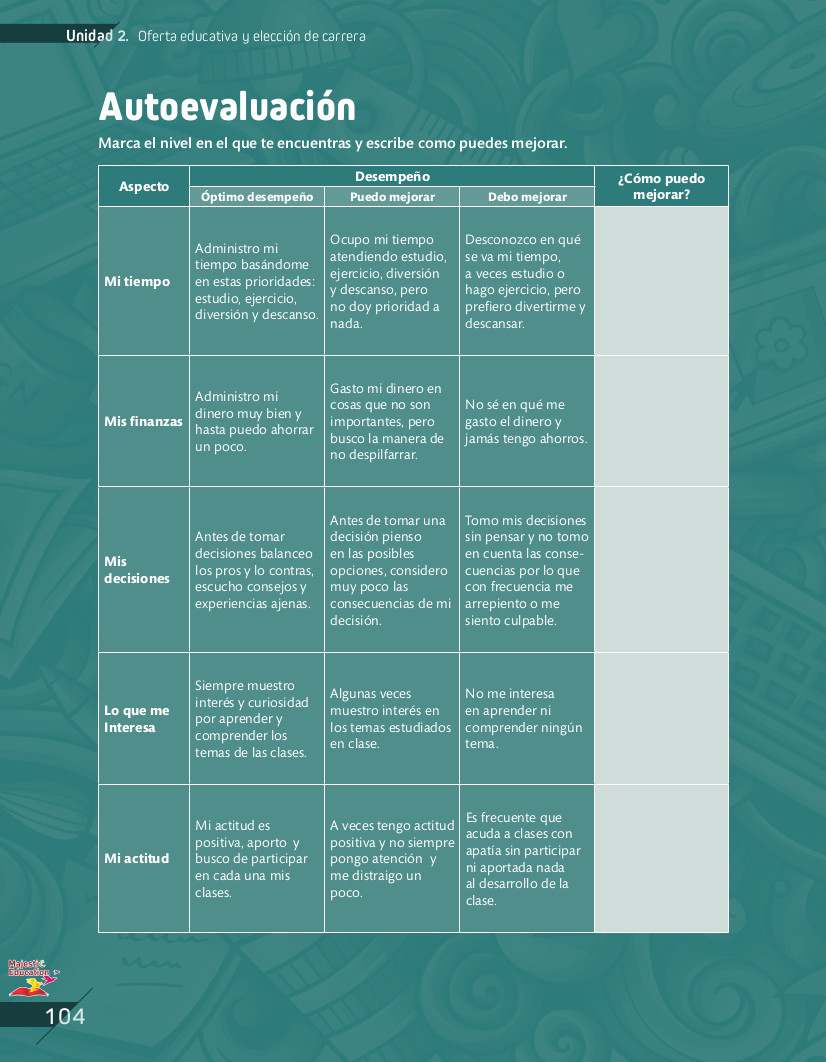 Unidad 2. Oferta educativa y elección de carrera
Autoevaluación
Marca el nivel en el que te encuentras y escribe como puedes mejorar.
Aspecto
Desempeño
¿Cómo puedo
mejorar?
Óptimo desempeño
Puedo mejorar
Debo mejorar
Mi tiempo
Administro mi
tiempo basándome
en estas prioridades:
estudio, ejercicio,
diversión y descanso.
Ocupo mi tiempo
atendiendo estudio,
ejercicio, diversión
y descanso, pero
no doy prioridad a
nada.
Desconozco en qué
se va mi tiempo,
a veces estudio o
hago ejercicio, pero
prefiero divertirme y
descansar.
Mis finanzas
Administro mi
dinero muy bien y
hasta puedo ahorrar
un poco.
Gasto mi dinero en
cosas que no son
importantes, pero
busco la manera de
no despilfarrar.
No sé en qué me
gasto el dinero y
jamás tengo ahorros.
Mis
decisiones
Antes de tomar
decisiones balanceo
los pros y lo contras,
escucho consejos y
experiencias ajenas.
Antes de tomar una
decisión pienso
en las posibles
opciones, considero
muy poco las
consecuencias de mi
decisión.
Tomo mis decisiones
sin pensar y no tomo
en cuenta las conse-
cuencias por lo que
con frecuencia me
arrepiento o me
siento culpable.
Lo que me
Interesa
Siempre muestro
interés y curiosidad
por aprender y
comprender los
temas de las clases.
Algunas veces
muestro interés en
los temas estudiados
en clase.
No me interesa
en aprender ni
comprender ningún
tema.
Mi actitud
Mi actitud es
positiva, aporto y
busco de participar
en cada una mis
clases.
A veces tengo actitud
positiva y no siempre
pongo atención y
me distraigo un
poco.
Es frecuente que
acuda a clases con
apatía sin participar
ni aportada nada
al desarrollo de la
clase.
Majestic
Education
104